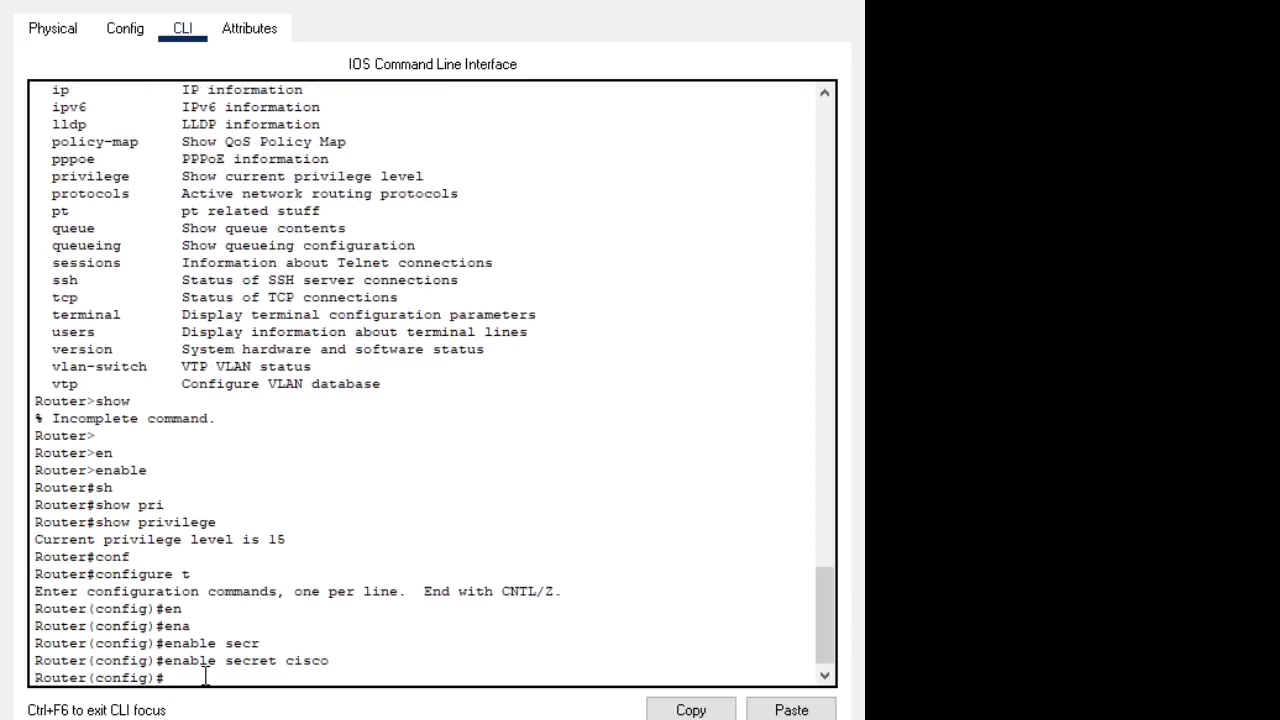 Physical Config CLI Attributes
IOS Command Line Interface
ip IP information
ipv6 IPv6 information
lldp LLDP information
policy-map Show QoS Policy Map
pppoe PPPoE information
privilege Show current privilege level
protocols Active network routing protocols
pt pt related stuff
queue Show queue contents
queueing Show queueing configuration
sessions Information about Telnet connections
ssh Status of SSH server connections
tcp Status of TCP connections
terminal Display terminal configuration parameters
users Display information about terminal lines
version System hardware and software status
vlan-switch VTP VLAN status
vtp Configure VLAN database
Router>show
% Incomplete command.
Router>
Router>en
Router>enable
Router#sh
Router#show pri
Router#show privilege
Current privilege level is 15
Router#conf
Router#configure t
Enter configuration commands, one per line. End with CNTL/Z.
Router(config)#en
Router(config)#ena
Router(config)#enable secr
Router(config)#enable secret cisco
Router(config)#
Ctrl+F6 to exit CLI focus
Copy Paste